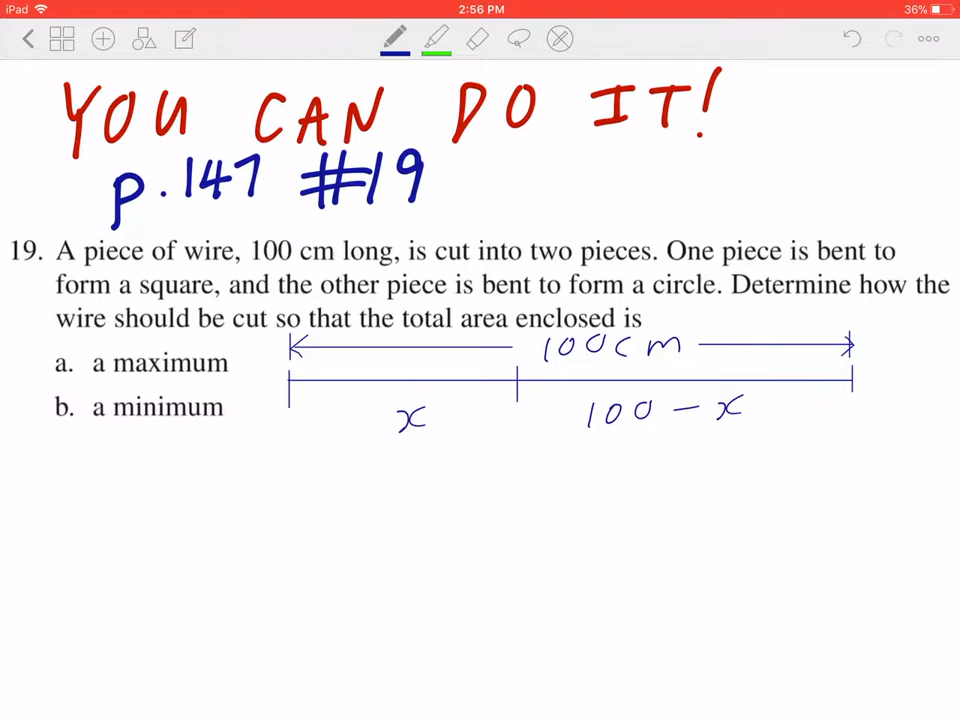 iPad 2:56 PM 36%
YOU CAN DO IT!
p.147 #19
19. A piece of wire, 100 cm long, is cut into two pieces. One piece is bent to
form a square, and the other piece is bent to form a circle. Determine how the
wire should be cut so that the total area enclosed is
100 cm
a. a maximum
x 100 - x
b. a minimum